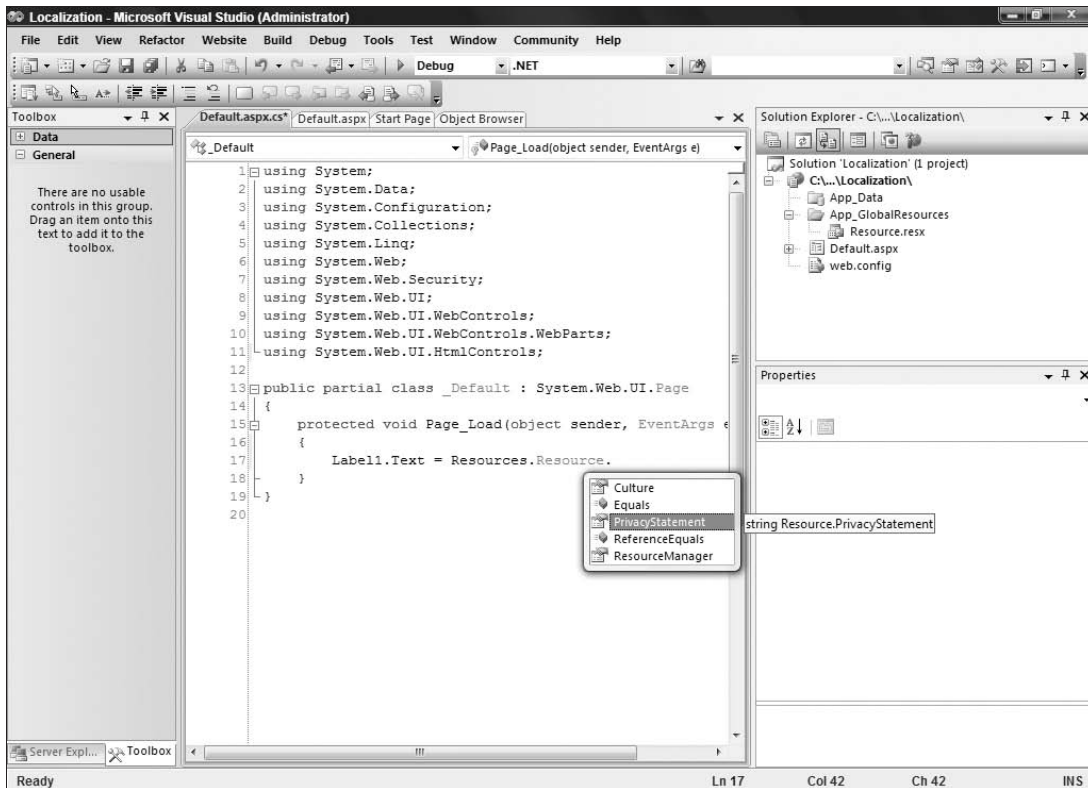 Localization - Microsoft Visual Studio (Administrator)
File Edit View Refactor Website Build Debug Tools Test Window Community Help
Debug .NET
Toolbox
Data
General
There are no usable
controls in this group.
Drag an item onto this
text to add it to the
toolbox.
Server Expl... Toolbox
Default.aspx.cs* Default.aspx Start Page Object Browser
_Default Page_Load(object sender, EventArgs e)
1 using System;
2 using System.Data;
3 using System.Configuration;
4 using System.Collections;
5 using System.Linq;
6 using System.Web;
7 using System.Web.Security;
8 using System.Web.UI;
9 using System.Web.UI.WebControls;
10 using System.Web.UI.WebControls.WebParts;
11 using System.Web.UI.HtmlControls;
12
13 public partial class _Default : System.Web.UI.Page
14 {
15 protected void Page_Load(object sender, EventArgs e
16 {
17 Label1.Text = Resources.Resource.
18 }
19 }
20
Culture
Equals
PrivacyStatement
ReferenceEquals
ResourceManager
string Resource.PrivacyStatement
Solution Explorer - C:\...\Localization\
Solution 'Localization' (1 project)
C:\...\Localization\
App_Data
App_GlobalResources
Resource.resx
Default.aspx
web.config
Properties
Ready Ln 17 Col 42 Ch 42 INS